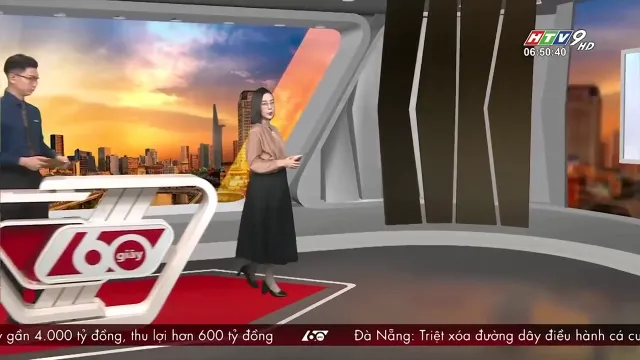 HTV9 HD
06:50:40
60 giây
gần 4.000 tỷ đồng, thu lợi hơn 600 tỷ đồng 60 Đà Nẵng: Triệt xóa đường dây điều hành cá